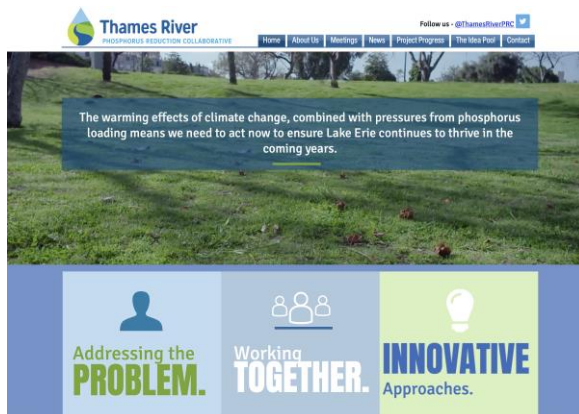 Thames River
PHOSPHORUS REDUCTION COLLABORATIVE
Follow us - @ThamesRiverPRC
Home About Us Meetings News Project Progress The Idea Pool Contact
The warming effects of climate change, combined with pressures from phosphorus
loading means we need to act now to ensure Lake Erie continues to thrive in the
coming years.
Addressing the
PROBLEM.
Working
TOGETHER.
INNOVATIVE
Approaches.